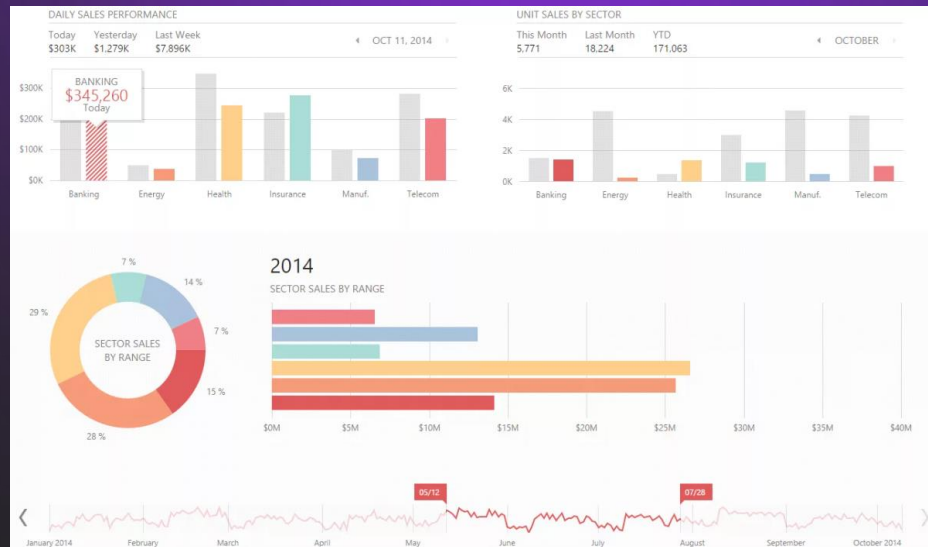 DAILY SALES PERFORMANCE
Today Yesterday Last Week
$303K $1.279K $7.896K
OCT 11, 2014
BANKING
$345,260
Today
$300K
$200K
$100K
$0K
Banking Energy Health Insurance Manuf. Telecom
UNIT SALES BY SECTOR
This Month Last Month YTD
5.771 18.224 171.063
OCTOBER
6K
4K
2K
0K
Banking Energy Health Insurance Manuf. Telecom
SECTOR SALES
BY RANGE
7 %
14 %
7 %
15 %
28 %
29 %
2014
SECTOR SALES BY RANGE
$0M $5M $10M $15M $20M $25M $30M $35M $40M
05/12 07/28
January 2014 February March April May June July August September October 2014